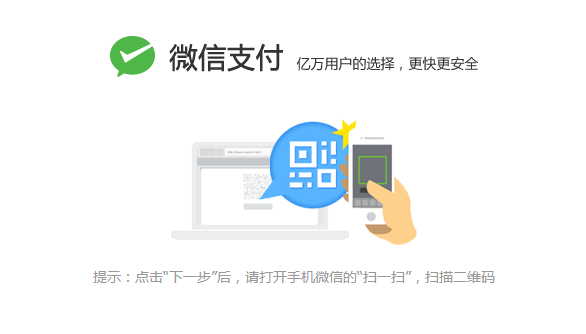 微信支付 亿万用户的选择，更快更安全
提示：点击“下一步”后，请打开手机微信的“扫一扫”，扫描二维码